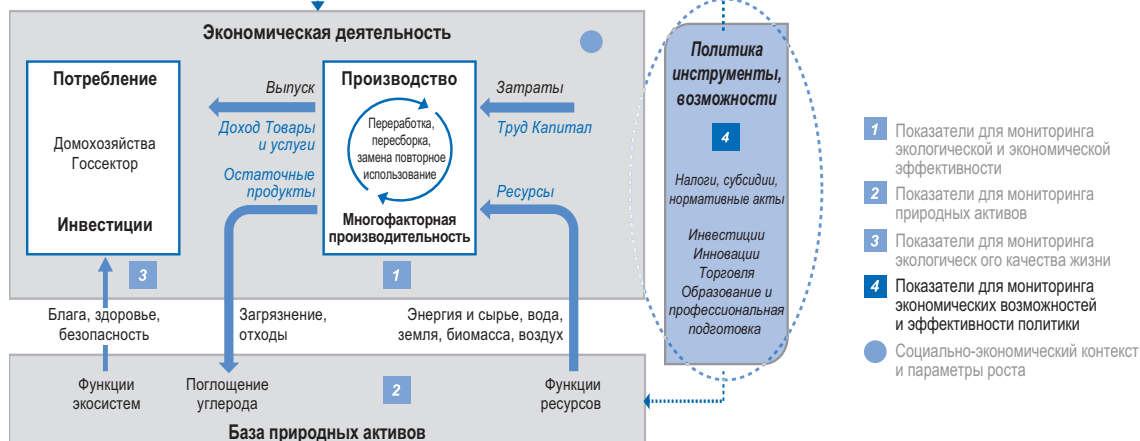 Экономическая деятельность
Потребление
Домохозяйства
Госсектор
Инвестиции
3
Выпуск
Доход Товары
и услуги
Остаточные
продукты
Производство
Переработка,
пересборка,
замена повторное
использование
Многофакторная
производительность
1
Затраты
Труд Капитал
Ресурсы
Блага, здоровье,
безопасность
Загрязнение,
отходы
Энергия и сырье, вода,
земля, биомасса, воздух
Функции
экосистем
Поглощение
углерода
2
Функции
ресурсов
База природных активов
Политика
инструменты,
возможности
4
Налоги, субсидии,
нормативные акты
Инвестиции
Инновации
Торговля
Образование и
профессиональная
подготовка
1 Показатели для мониторинга
экологической и экономической
эффективности
2 Показатели для мониторинга
природных активов
3 Показатели для мониторинга
экологическ ого качества жизни
4 Показатели для мониторинга
экономических возможностей
и эффективности политики
Социально-экономический контекст
и параметры роста